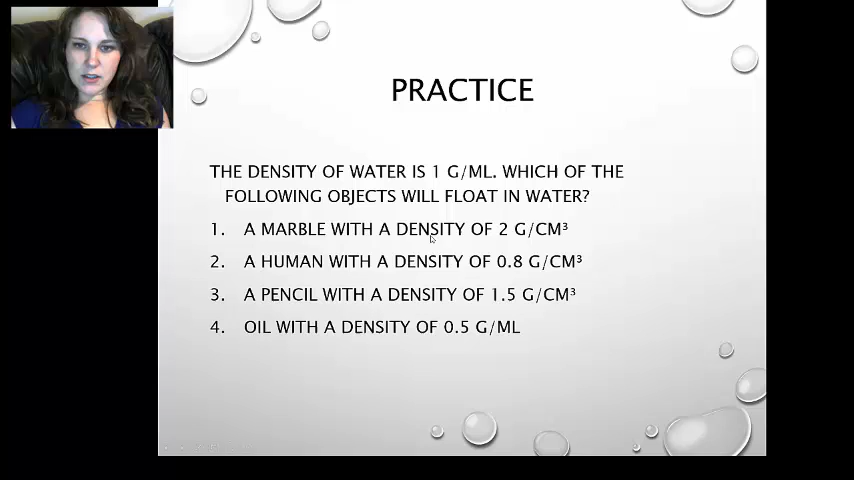 PRACTICE
THE DENSITY OF WATER IS 1 G/ML. WHICH OF THE
FOLLOWING OBJECTS WILL FLOAT IN WATER?
1. A MARBLE WITH A DENSITY OF 2 G/CM³
2. A HUMAN WITH A DENSITY OF 0.8 G/CM³
3. A PENCIL WITH A DENSITY OF 1.5 G/CM³
4. OIL WITH A DENSITY OF 0.5 G/ML